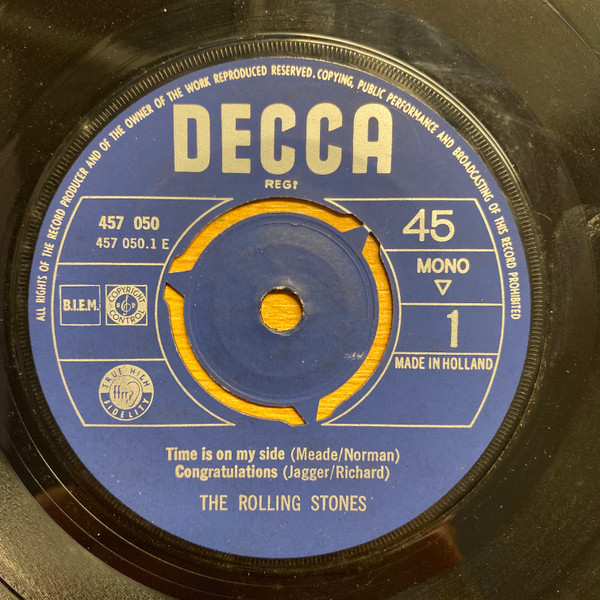 ALL RIGHTS OF THE RECORD PRODUCER AND OF THE OWNER OF THE WORK REPRODUCED RESERVED. COPYING, PUBLIC PERFORMANCE AND BROADCASTING OF THIS RECORD PROHIBITED
DECCA
REGD
457 050
457 050.1 E
45
MONO
B.I.E.M.
COPYRIGHT
B D
CONTROL
1
MADE IN HOLLAND
TRUE HIGH
ffrr
FIDELITY
Time is on my side (Meade/Norman)
Congratulations (Jagger/Richard)
THE ROLLING STONES